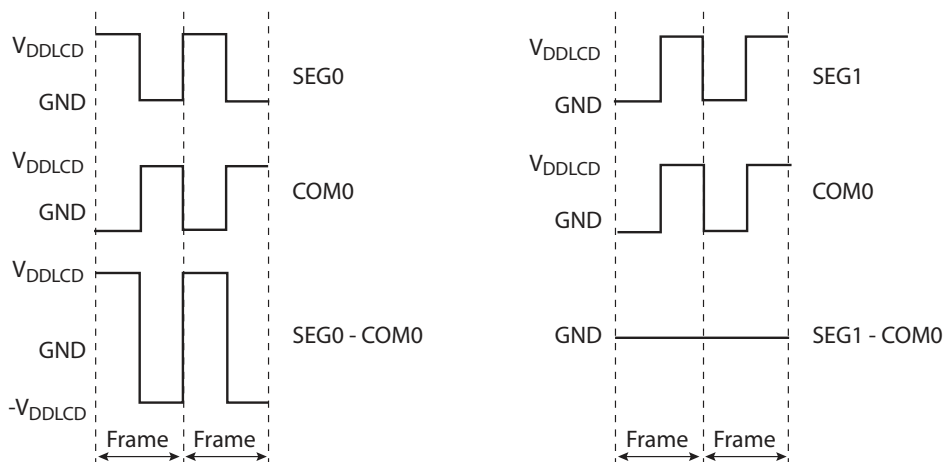 V_DDLCD
GND
SEG0
V_DDLCD
GND
COM0
V_DDLCD
GND
-V_DDLCD
SEG0 - COM0
Frame
Frame
V_DDLCD
GND
SEG1
V_DDLCD
GND
COM0
GND
SEG1 - COM0
Frame
Frame